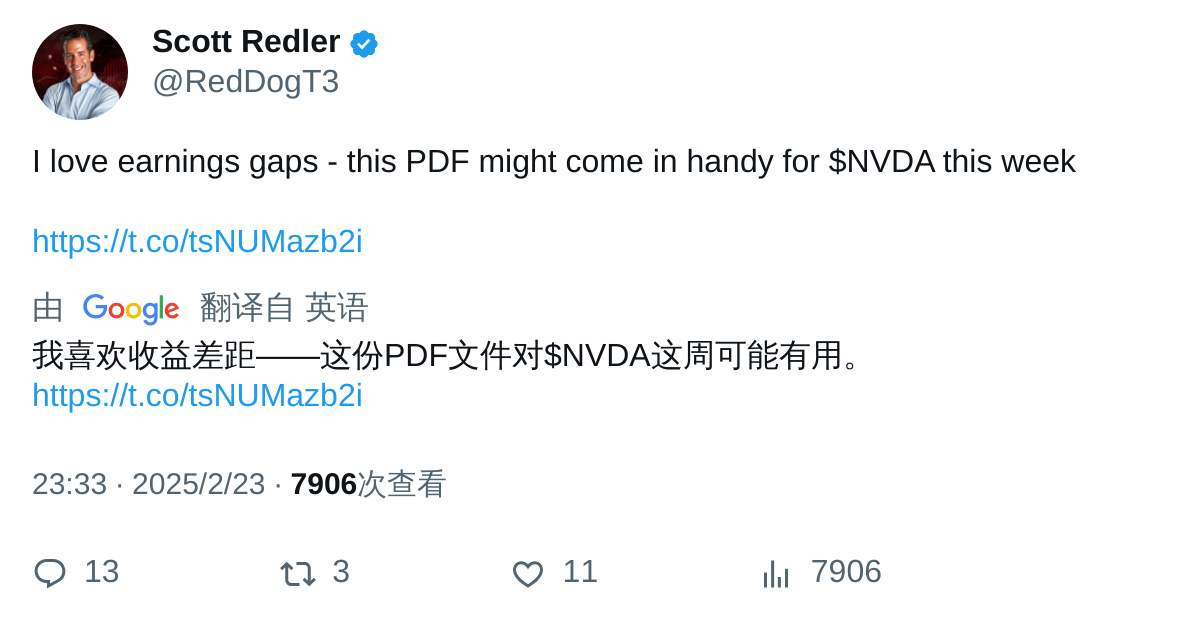 Scott Redler
@RedDogT3
I love earnings gaps - this PDF might come in handy for $NVDA this week
https://t.co/tsNUMazb2i
由 Google 翻译自 英语
我喜欢收益差距——这份PDF文件对$NVDA这周可能有用。
https://t.co/tsNUMazb2i
23:33 · 2025/2/23 · 7906次查看
13 3 11 7906